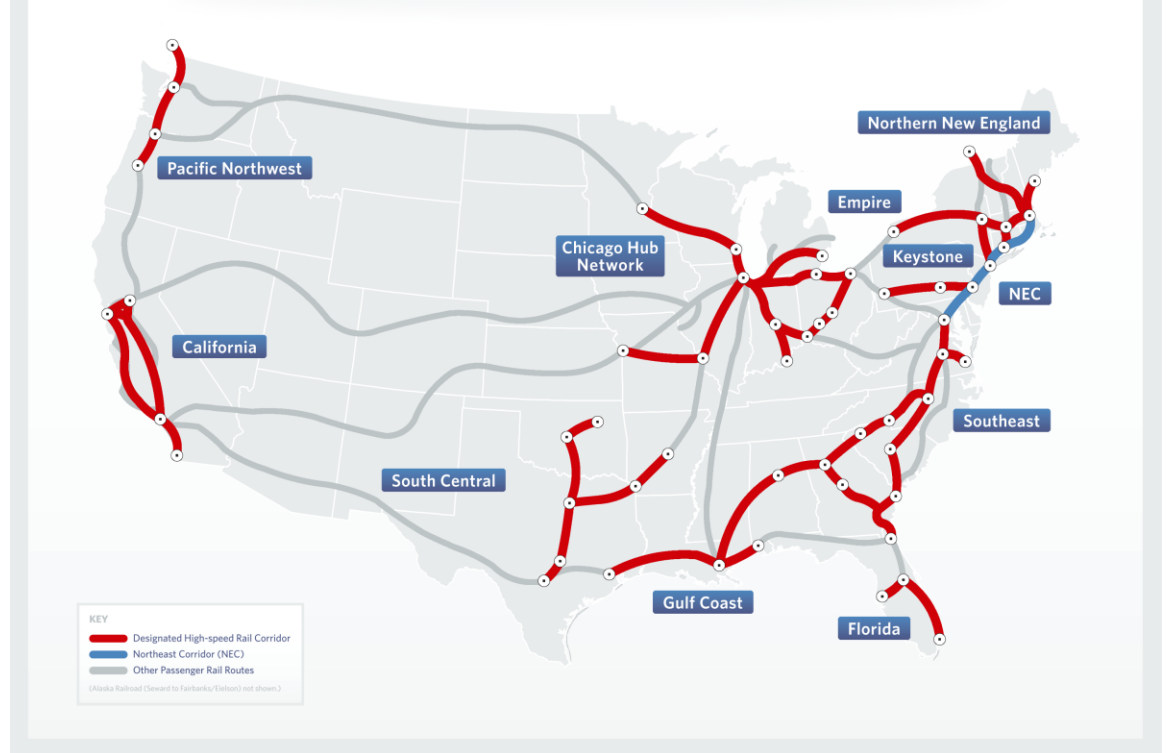 Northern New England
Pacific Northwest
Empire
Chicago Hub
Network
Keystone
NEC
California
Southeast
South Central
Gulf Coast
Florida
KEY
Designated High-speed Rail Corridor
Northeast Corridor (NEC)
Other Passenger Rail Routes
(Alaska Railroad (Seward to Fairbanks/Eielson) not shown.)